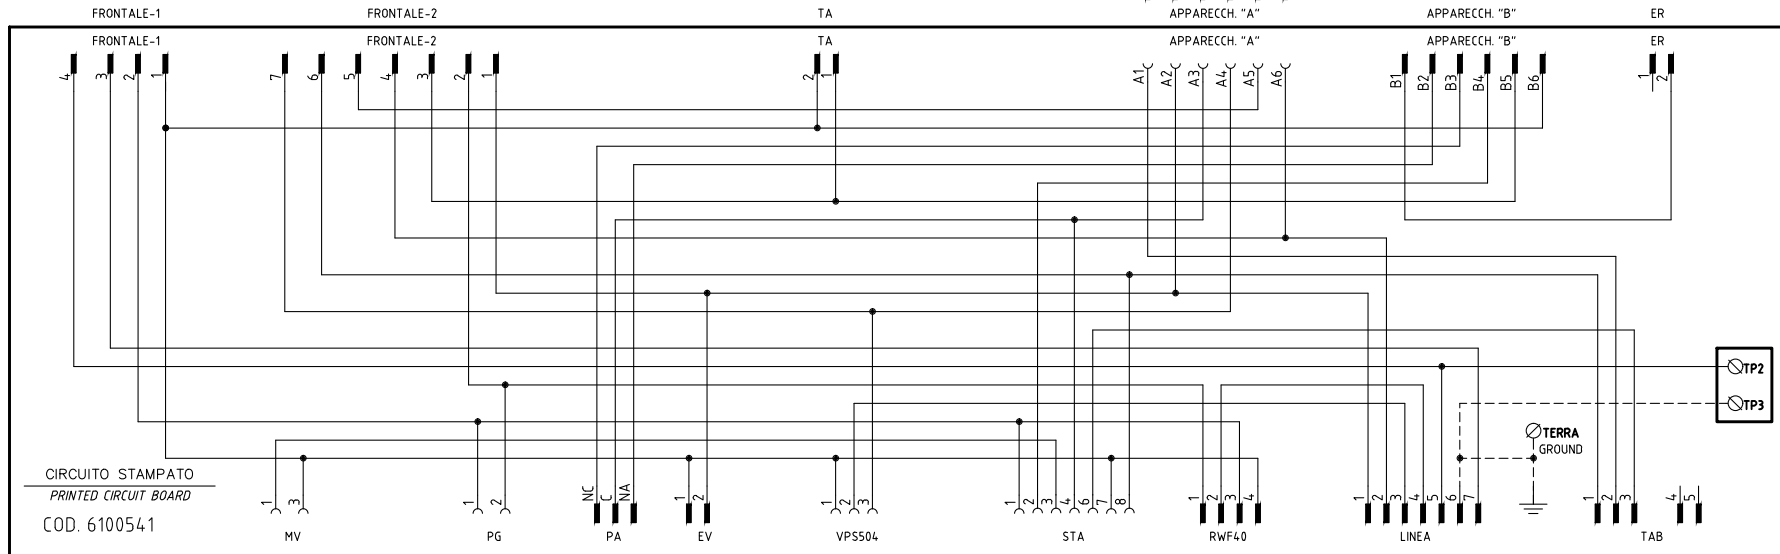 FRONTALE-1 FRONTALE-2 TA APPARECCH. "A" APPARECCH. "B" ER
FRONTALE-1 FRONTALE-2 TA APPARECCH. "A" APPARECCH. "B" ER
4 3 2 1 7 6 5 4 3 2 1 2 1 A1 A2 A3 A4 A5 A6 B1 B2 B3 B4 B5 B6 1 2
TP2
TP3
TERRA
GROUND
CIRCUITO STAMPATO
PRINTED CIRCUIT BOARD
COD. 6100541
1 3 1 2 NC C NA 1 2 1 2 3 1 2 3 4 6 7 8 1 2 3 4 1 2 3 4 5 6 7 1 2 3 4 5
MV PG PA EV VPS504 STA RWF40 LINEA TAB